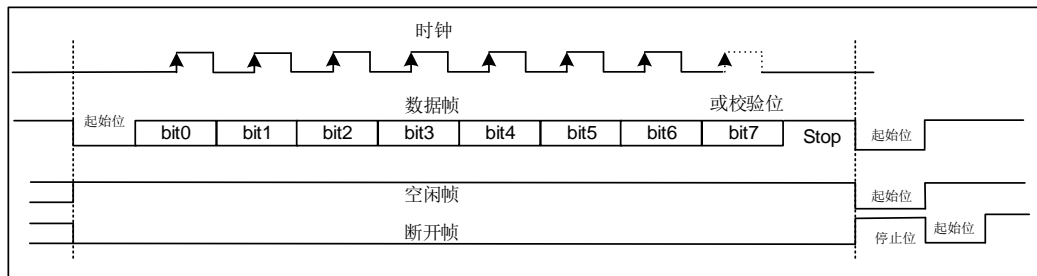 时钟
数据帧 或校验位
起始位 bit0 bit1 bit2 bit3 bit4 bit5 bit6 bit7 Stop 起始位
空闲帧 起始位
断开帧 停止位 起始位